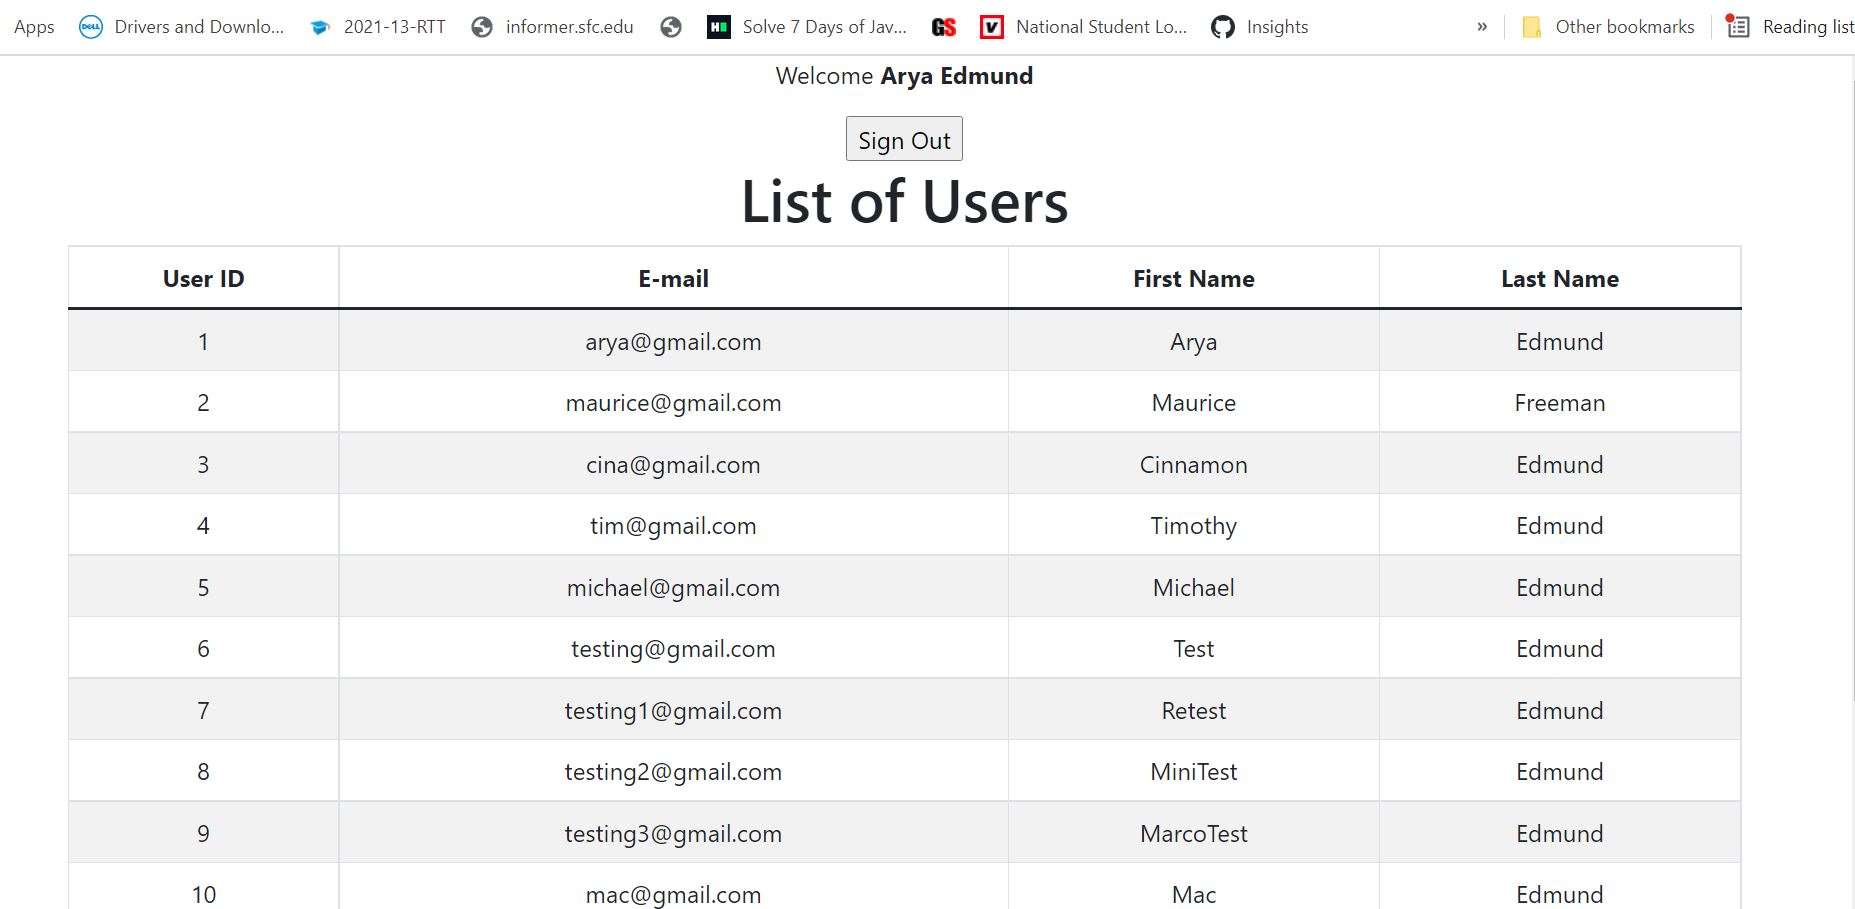 Apps DELL Drivers and Downlo... 2021-13-RTT informer.sfc.edu H Solve 7 Days of Jav... GS V National Student Lo... Insights » Other bookmarks Reading list
Welcome Arya Edmund
Sign Out
List of Users
User ID E-mail First Name Last Name
1 arya@gmail.com Arya Edmund
2 maurice@gmail.com Maurice Freeman
3 cina@gmail.com Cinnamon Edmund
4 tim@gmail.com Timothy Edmund
5 michael@gmail.com Michael Edmund
6 testing@gmail.com Test Edmund
7 testing1@gmail.com Retest Edmund
8 testing2@gmail.com MiniTest Edmund
9 testing3@gmail.com MarcoTest Edmund
10 mac@gmail.com Mac Edmund